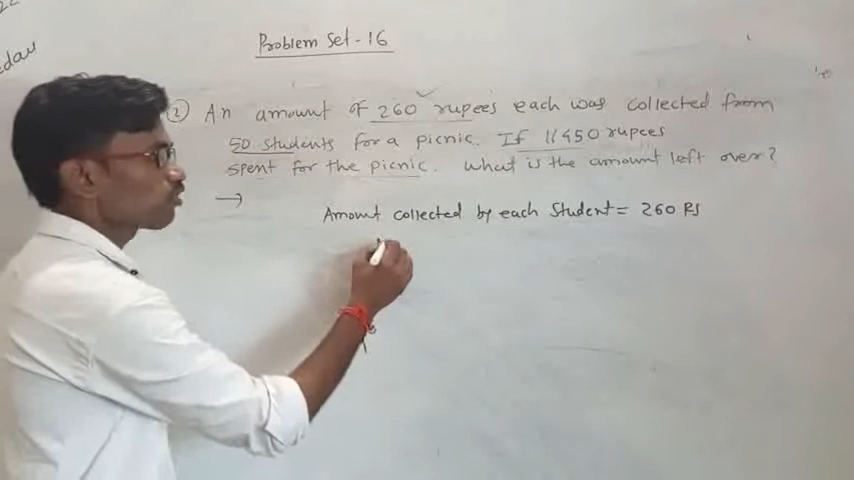 Problem Set-16
② An amount of 260 rupees each was collected from
50 students for a picnic. If 11450 rupees
spent for the picnic. What is the amount left over?
→ Amount collected by each Student = 260 Rs